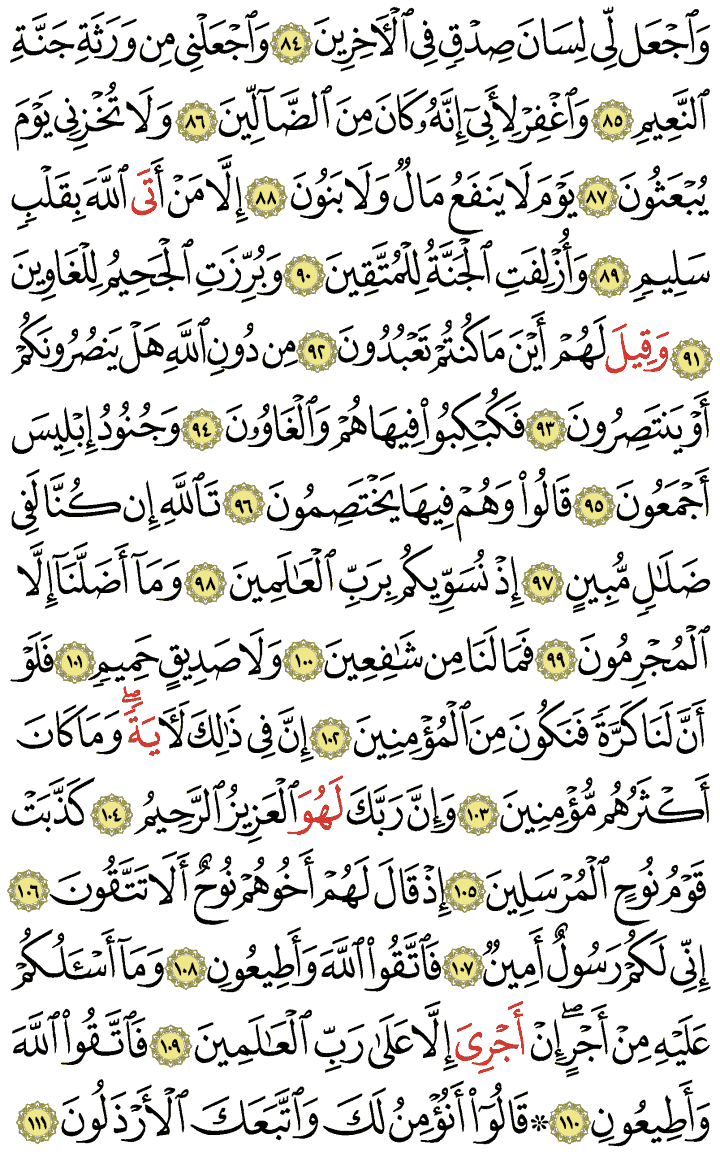 وَٱجۡعَل لِّي لِسَانَ صِدۡقٖ فِي ٱلۡأٓخِرِينَ ٨٤ وَٱجۡعَلۡنِي مِن وَرَثَةِ جَنَّةِ
ٱلنَّعِيمِ ٨٥ وَٱغۡفِرۡ لِأَبِيٓ إِنَّهُۥ كَانَ مِنَ ٱلضَّآلِّينَ ٨٦ وَلَا تُخۡزِنِي يَوۡمَ
يُبۡعَثُونَ ٨٧ يَوۡمَ لَا يَنفَعُ مَالٞ وَلَا بَنُونَ ٨٨ إِلَّا مَنۡ أَتَى ٱللَّهَ بِقَلۡبٖ
سَلِيمٖ ٨٩ وَأُزۡلِفَتِ ٱلۡجَنَّةُ لِلۡمُتَّقِينَ ٩٠ وَبُرِّزَتِ ٱلۡجَحِيمُ لِلۡغَاوِينَ
٩١ وَقِيلَ لَهُمۡ أَيۡنَ مَا كُنتُمۡ تَعۡبُدُونَ ٩٢ مِن دُونِ ٱللَّهِ هَلۡ يَنصُرُونَكُمۡ
أَوۡ يَنتَصِرُونَ ٩٣ فَكُبۡكِبُواْ فِيهَا هُمۡ وَٱلۡغَاوُۥنَ ٩٤ وَجُنُودُ إِبۡلِيسَ
أَجۡمَعُونَ ٩٥ قَالُواْ وَهُمۡ فِيهَا يَخۡتَصِمُونَ ٩٦ تَٱللَّهِ إِن كُنَّا لَفِي
ضَلَٰلٖ مُّبِينٍ ٩٧ إِذۡ نُسَوِّيكُم بِرَبِّ ٱلۡعَٰلَمِينَ ٩٨ وَمَآ أَضَلَّنَآ إِلَّا
ٱلۡمُجۡرِمُونَ ٩٩ فَمَا لَنَا مِن شَٰفِعِينَ ١٠٠ وَلَا صَدِيقٍ حَمِيمٖ ١٠١ فَلَوۡ
أَنَّ لَنَا كَرَّةٗ فَنَكُونَ مِنَ ٱلۡمُؤۡمِنِينَ ١٠٢ إِنَّ فِي ذَٰلِكَ لَأٓيَةٗۖ وَمَا كَانَ
أَكۡثَرُهُم مُّؤۡمِنِينَ ١٠٣ وَإِنَّ رَبَّكَ لَهُوَ ٱلۡعَزِيزُ ٱلرَّحِيمُ ١٠٤ كَذَّبَتۡ
قَوۡمُ نُوحٍ ٱلۡمُرۡسَلِينَ ١٠٥ إِذۡ قَالَ لَهُمۡ أَخُوهُمۡ نُوحٌ أَلَا تَتَّقُونَ ١٠٦
إِنِّي لَكُمۡ رَسُولٌ أَمِينٞ ١٠٧ فَٱتَّقُواْ ٱللَّهَ وَأَطِيعُونِ ١٠٨ وَمَآ أَسۡـَٔلُكُمۡ
عَلَيۡهِ مِنۡ أَجۡرٍۖ إِنۡ أَجۡرِيَ إِلَّا عَلَىٰ رَبِّ ٱلۡعَٰلَمِينَ ١٠٩ فَٱتَّقُواْ ٱللَّهَ
وَأَطِيعُونِ ١١٠ ۞ قَالُوٓاْ أَنُؤۡمِنُ لَكَ وَٱتَّبَعَكَ ٱلۡأَرۡذَلُونَ ١١١